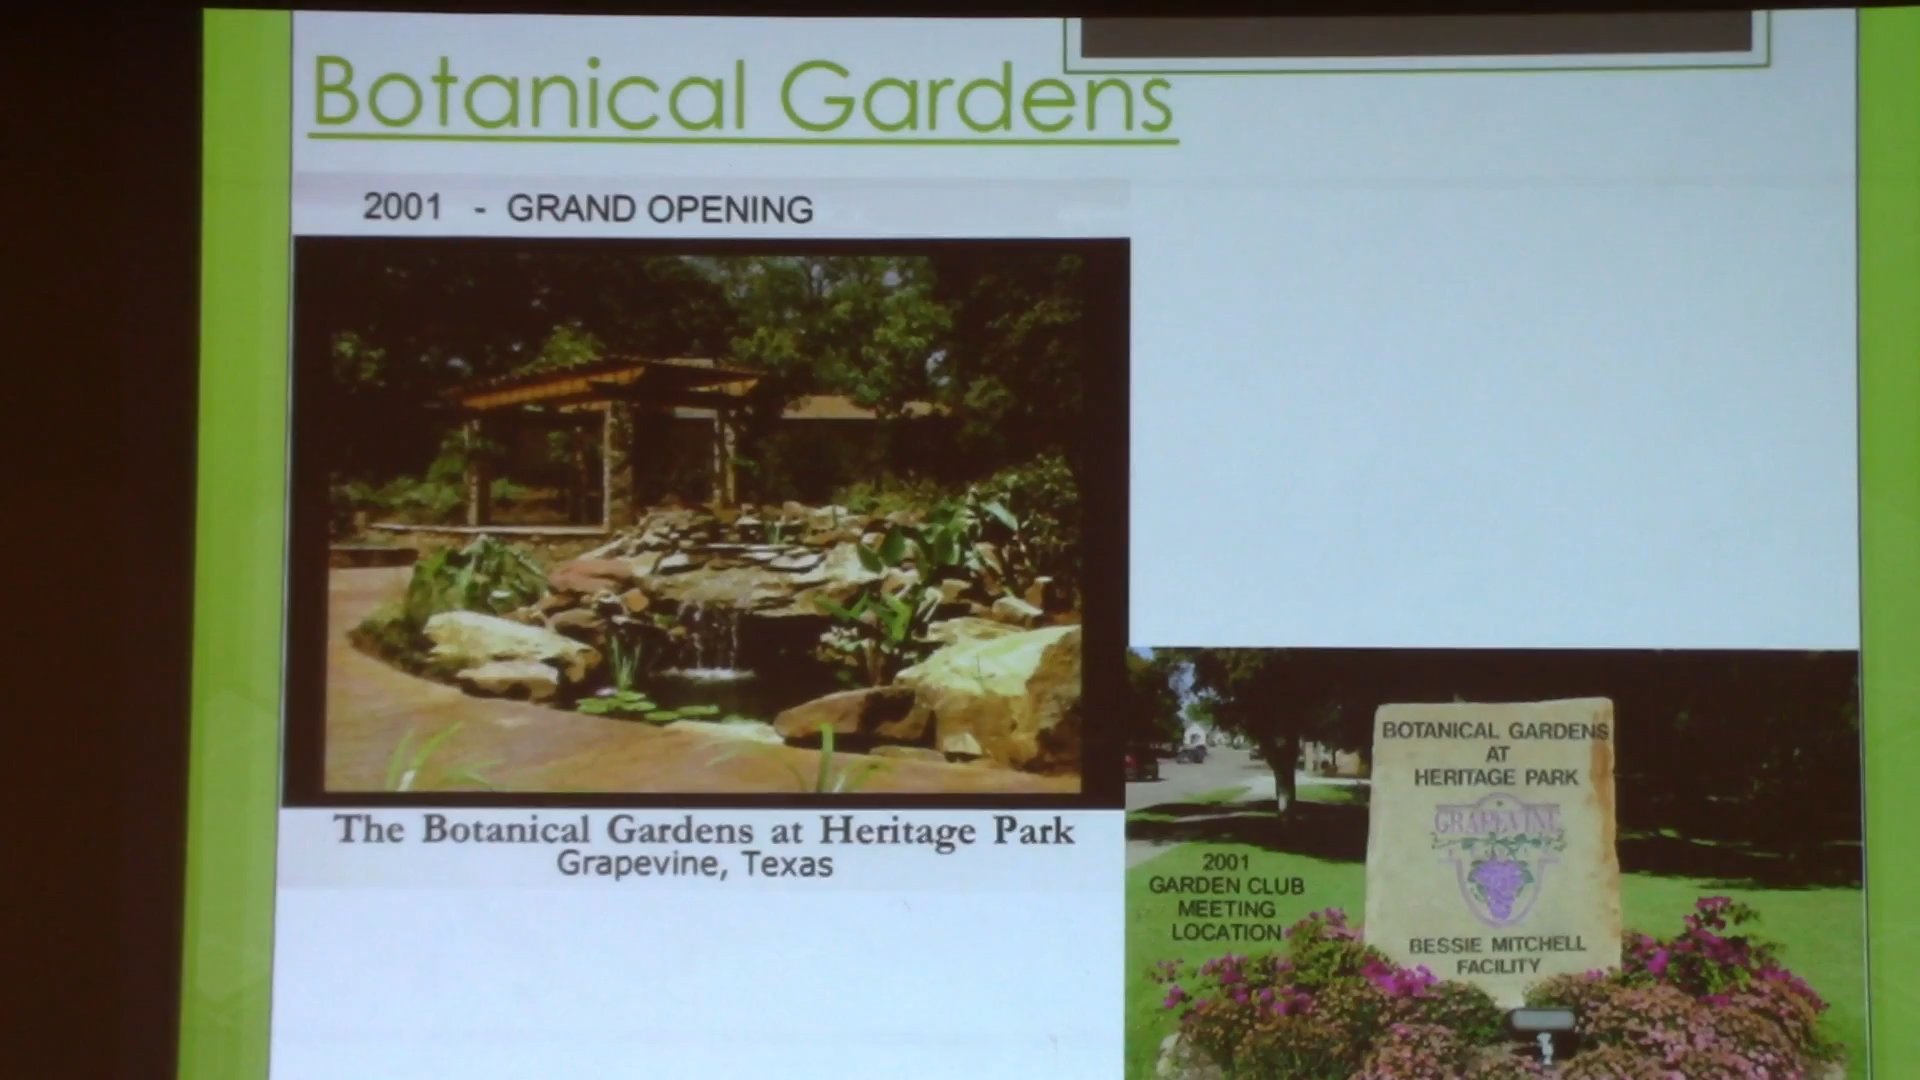 Botanical Gardens
2001 - GRAND OPENING
The Botanical Gardens at Heritage Park
Grapevine, Texas
2001
GARDEN CLUB
MEETING
LOCATION
BOTANICAL GARDENS
AT
HERITAGE PARK
GRAPEVINE
BESSIE MITCHELL
FACILITY